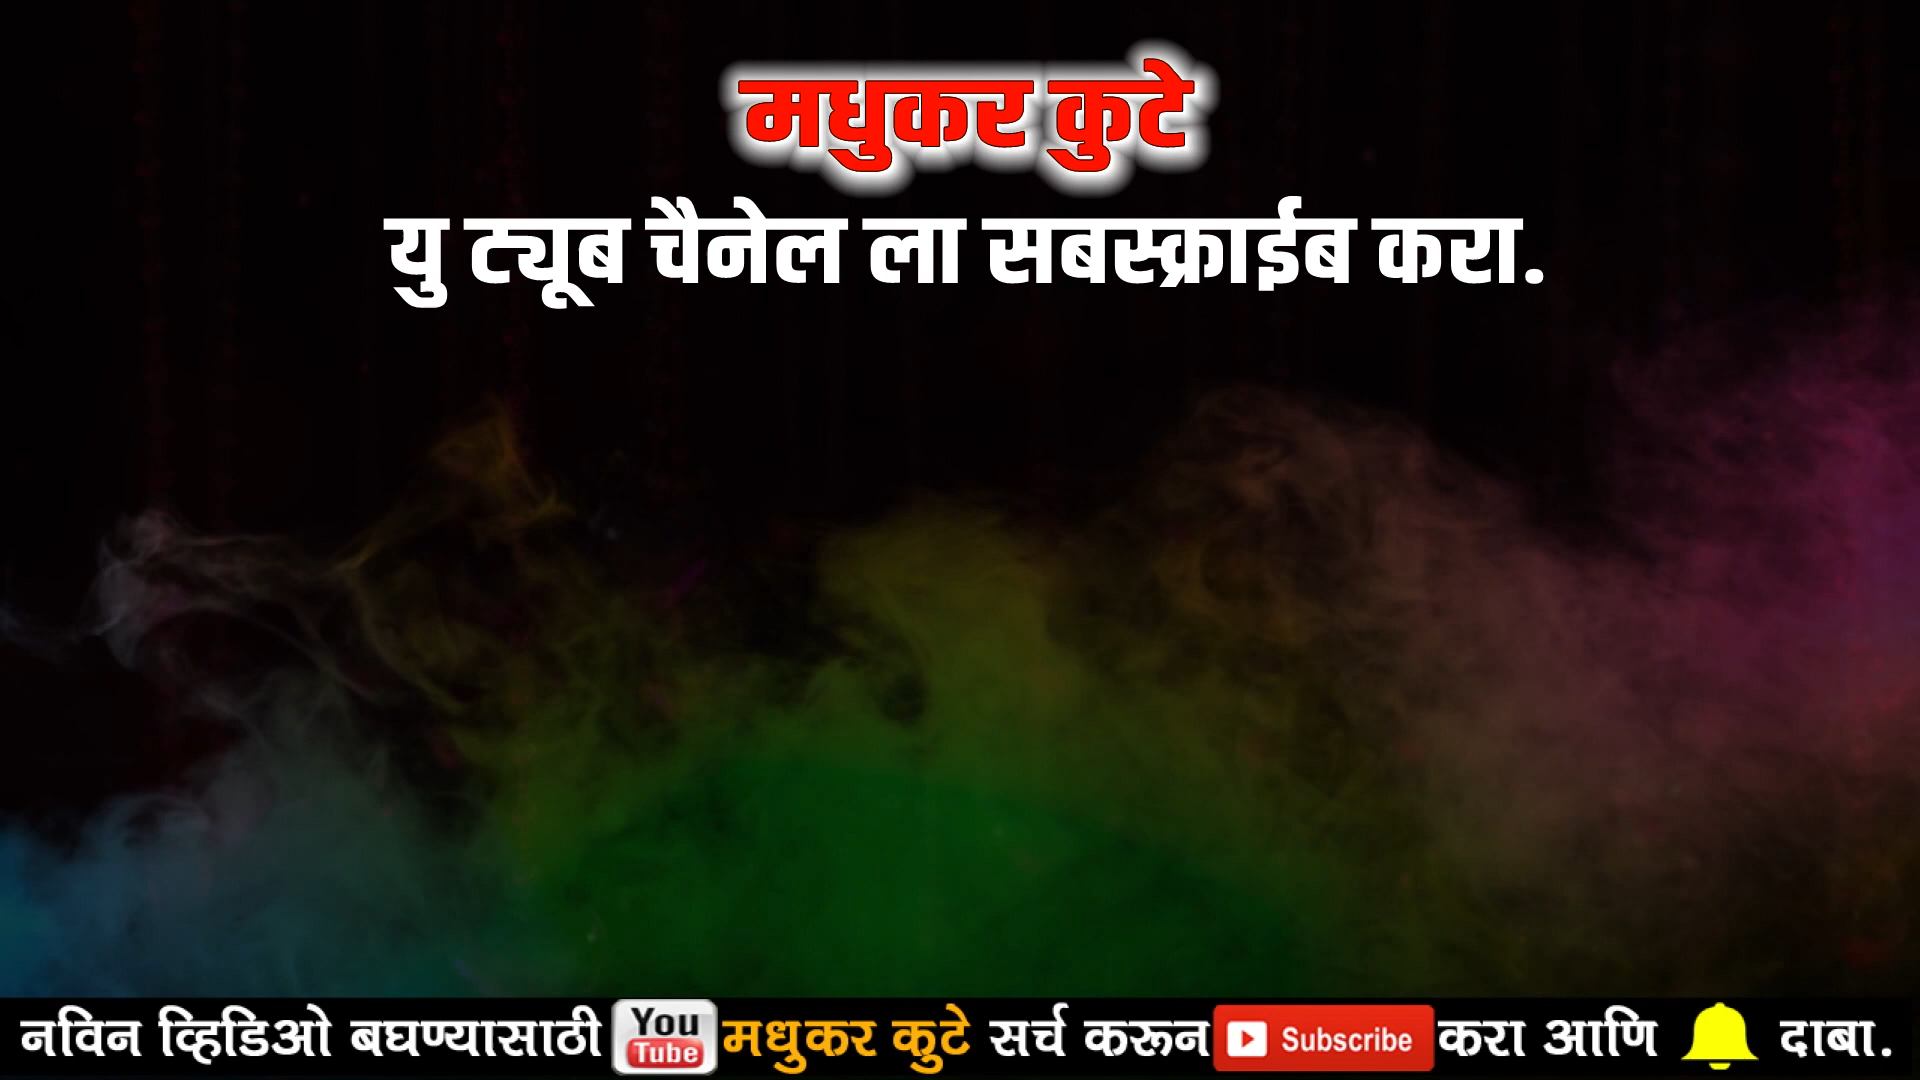 मधुकर कुटे
यु ट्यूब चैनेल ला सबस्क्राईब करा.
नविन व्हिडिओ बघण्यासाठी You Tube मधुकर कुटे सर्च करून Subscribe करा आणि दाबा.